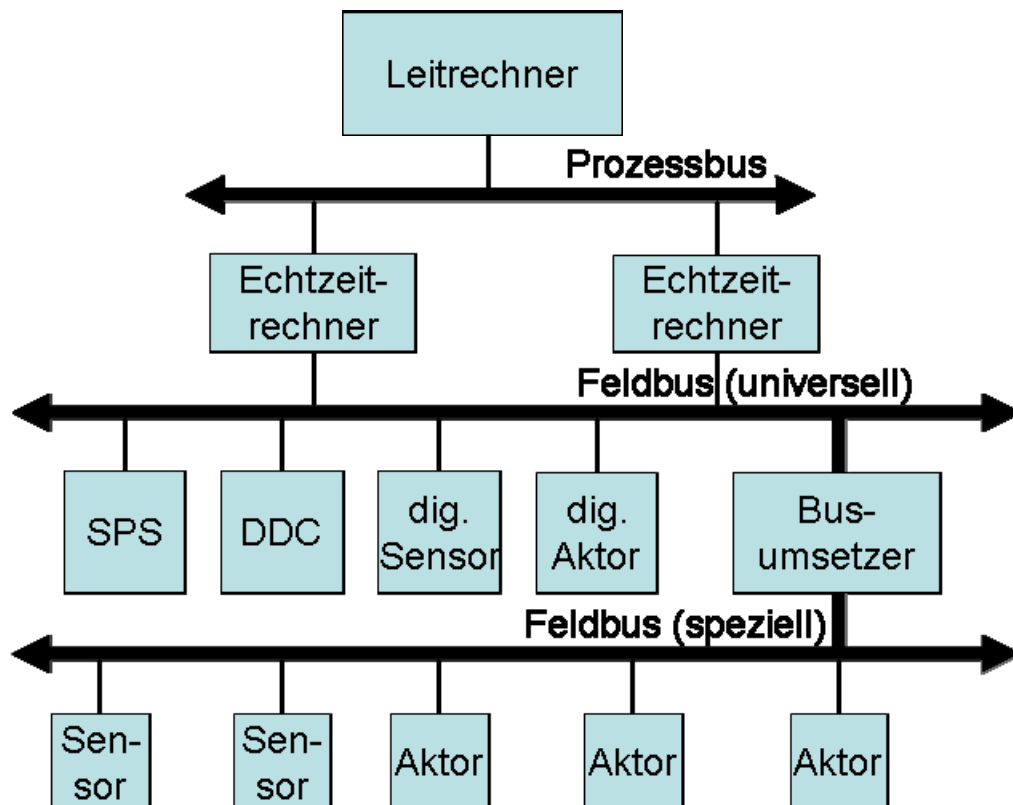 Leitrechner
Prozessbus
Echtzeit-
rechner
Echtzeit-
rechner
Feldbus (universell)
SPS
DDC
dig.
Sensor
dig.
Aktor
Bus-
umsetzer
Feldbus (speziell)
Sen-
sor
Sen-
sor
Aktor
Aktor
Aktor